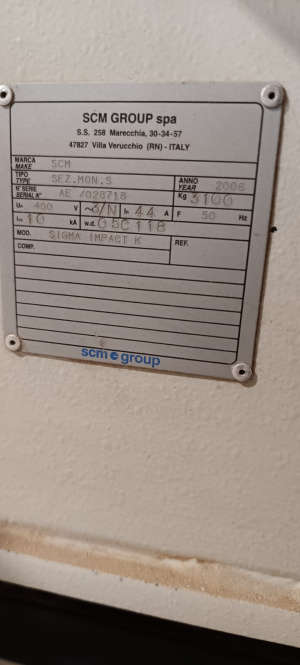 SCM GROUP spa
S.S. 258 Marecchia, 30-34-57
47827 Villa Verucchio (RN) - ITALY
MARCA MAKE SCM
TIPO TYPE SEZ.MON.S ANNO YEAR 2006
N° SERIE SERIAL N° AE /028718 Kg 3100
Un 400 V ~3/N In 44 A F 50 Hz
Icc 10 kA w.d. 05C118
MOD. SIGMA IMPACT K REF.
COMP.
scm group